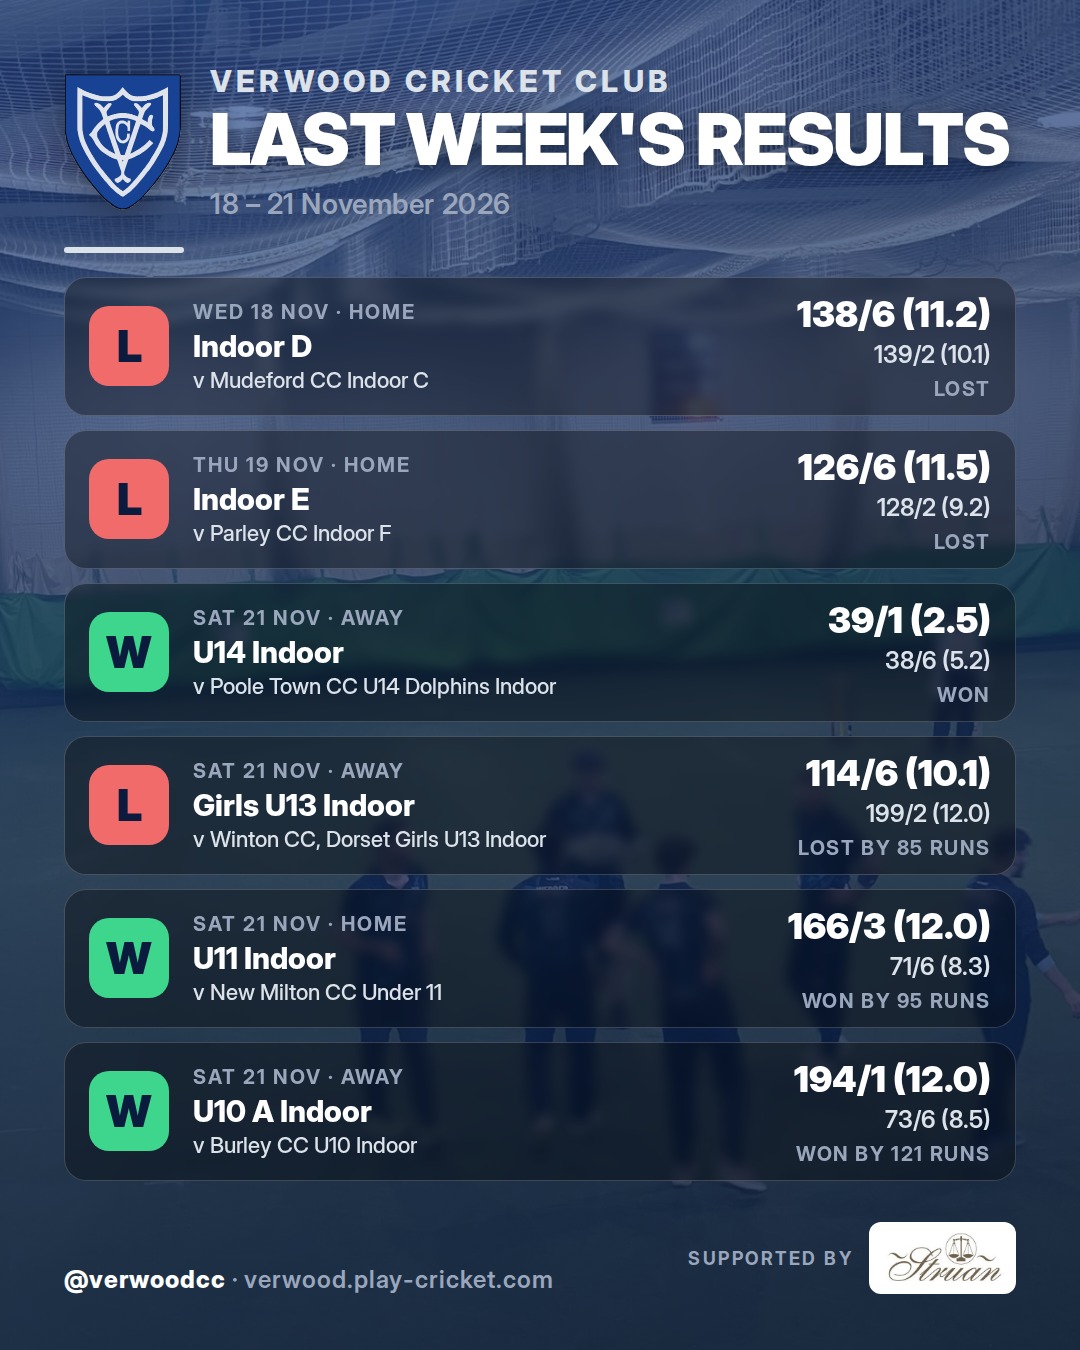 VERWOOD CRICKET CLUB
LAST WEEK'S RESULTS
18 – 21 November 2026
L
WED 18 NOV · HOME
Indoor D
v Mudeford CC Indoor C
138/6 (11.2)
139/2 (10.1)
LOST
L
THU 19 NOV · HOME
Indoor E
v Parley CC Indoor F
126/6 (11.5)
128/2 (9.2)
LOST
W
SAT 21 NOV · AWAY
U14 Indoor
v Poole Town CC U14 Dolphins Indoor
39/1 (2.5)
38/6 (5.2)
WON
L
SAT 21 NOV · AWAY
Girls U13 Indoor
v Winton CC, Dorset Girls U13 Indoor
114/6 (10.1)
199/2 (12.0)
LOST BY 85 RUNS
W
SAT 21 NOV · HOME
U11 Indoor
v New Milton CC Under 11
166/3 (12.0)
71/6 (8.3)
WON BY 95 RUNS
W
SAT 21 NOV · AWAY
U10 A Indoor
v Burley CC U10 Indoor
194/1 (12.0)
73/6 (8.5)
WON BY 121 RUNS
@verwoodcc · verwood.play-cricket.com
SUPPORTED BY
Struan